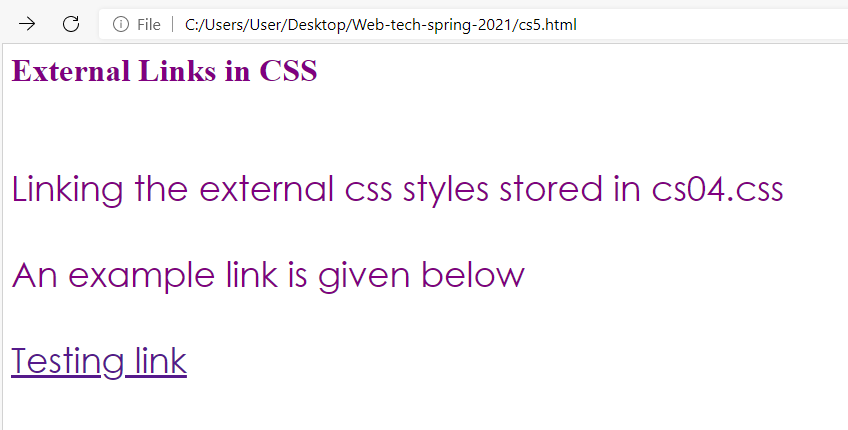 File | C:/Users/User/Desktop/Web-tech-spring-2021/cs5.html
External Links in CSS
Linking the external css styles stored in cs04.css
An example link is given below
Testing link